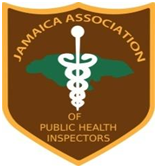 JAMAICA ASSOCIATION
OF
PUBLIC HEALTH
INSPECTORS